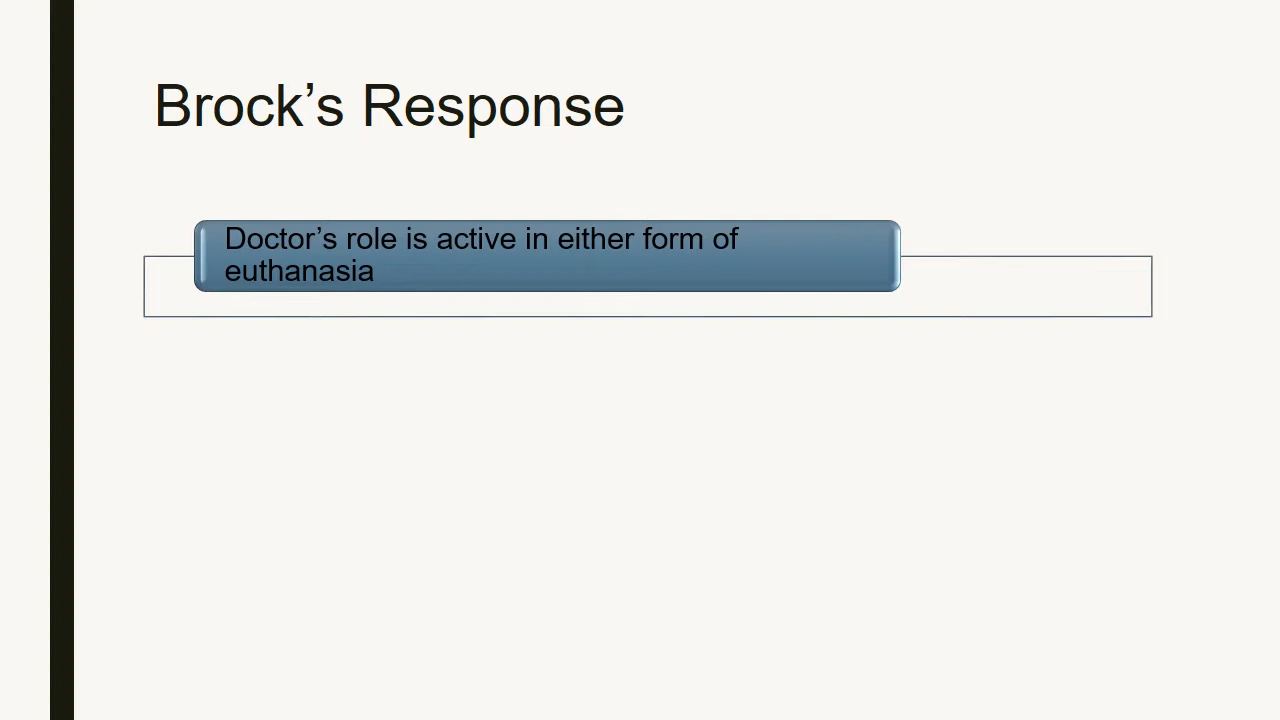 Brock’s Response
Doctor’s role is active in either form of
euthanasia